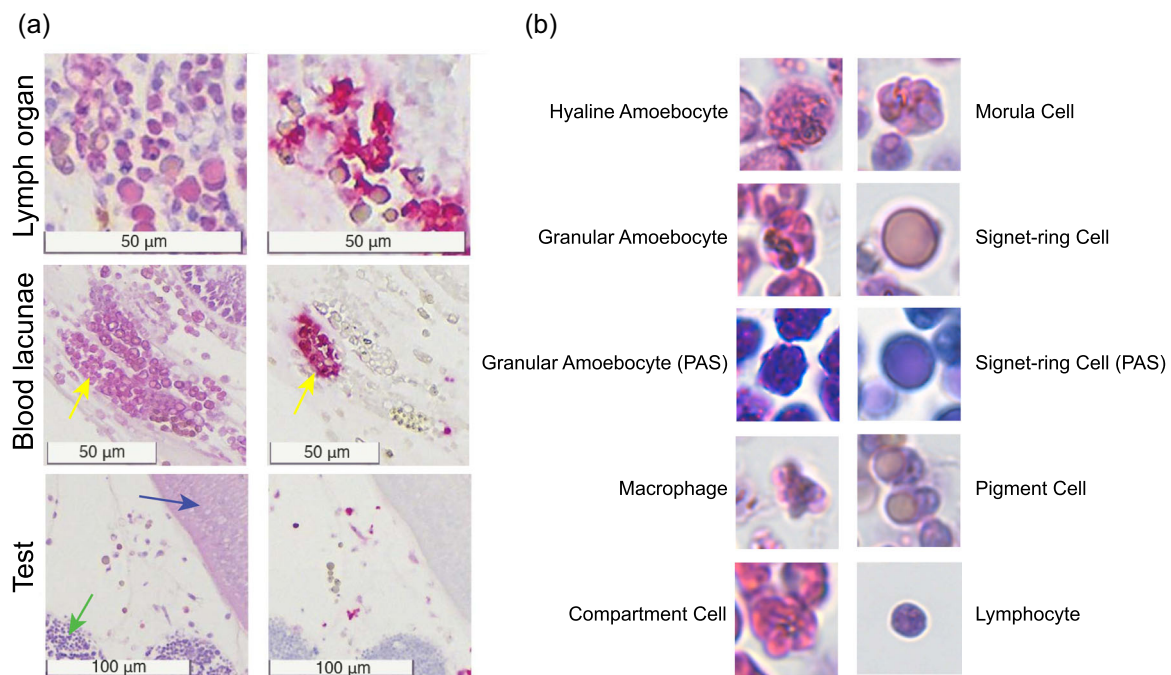 (a)
(b)
Lymph organ
50 µm
50 µm
Blood lacunae
50 µm
50 µm
Test
100 µm
100 µm
Hyaline Amoebocyte
Morula Cell
Granular Amoebocyte
Signet-ring Cell
Granular Amoebocyte (PAS)
Signet-ring Cell (PAS)
Macrophage
Pigment Cell
Compartment Cell
Lymphocyte